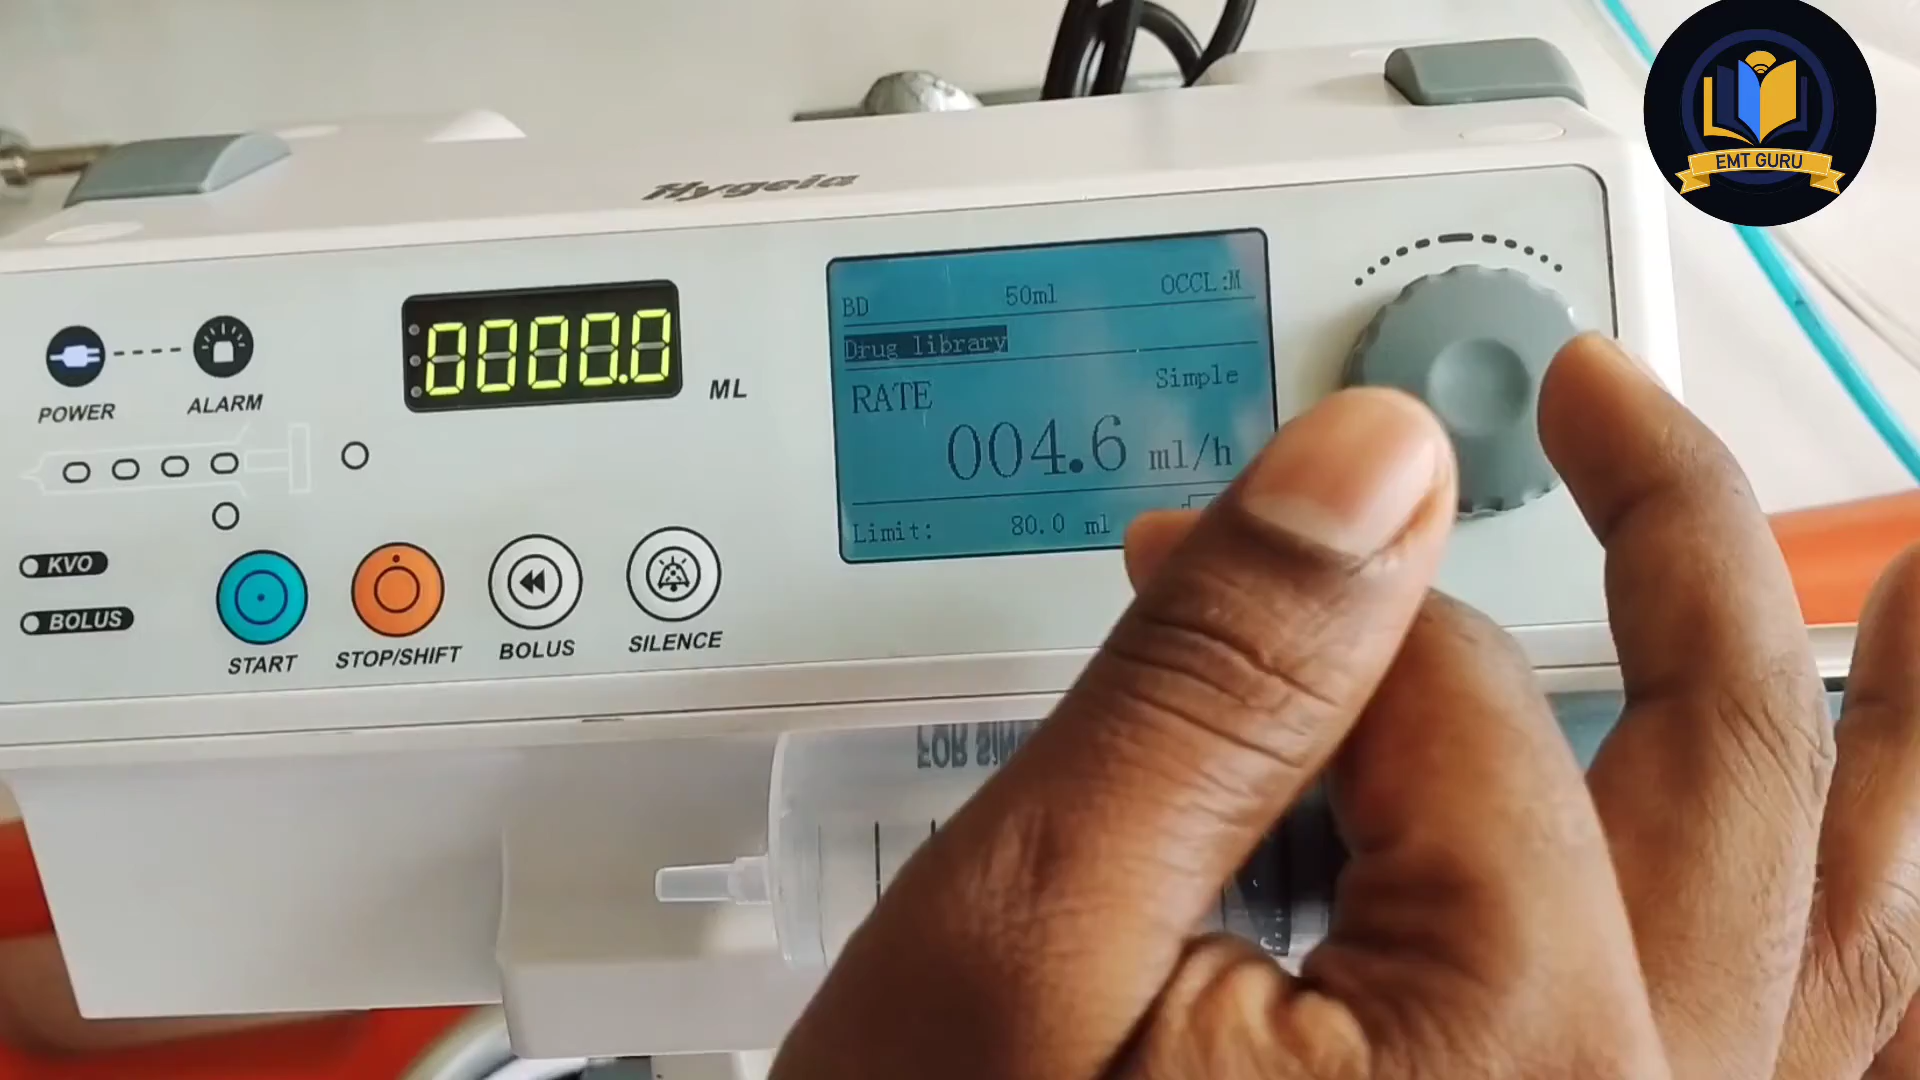 EMT GURU
Hygeia
POWER
ALARM
0000.0
ML
BD 50ml OCCL:M
Drug library
RATE Simple
004.6 ml/h
Limit: 80.0 ml
KVO
BOLUS
START
STOP/SHIFT
BOLUS
SILENCE
FOR